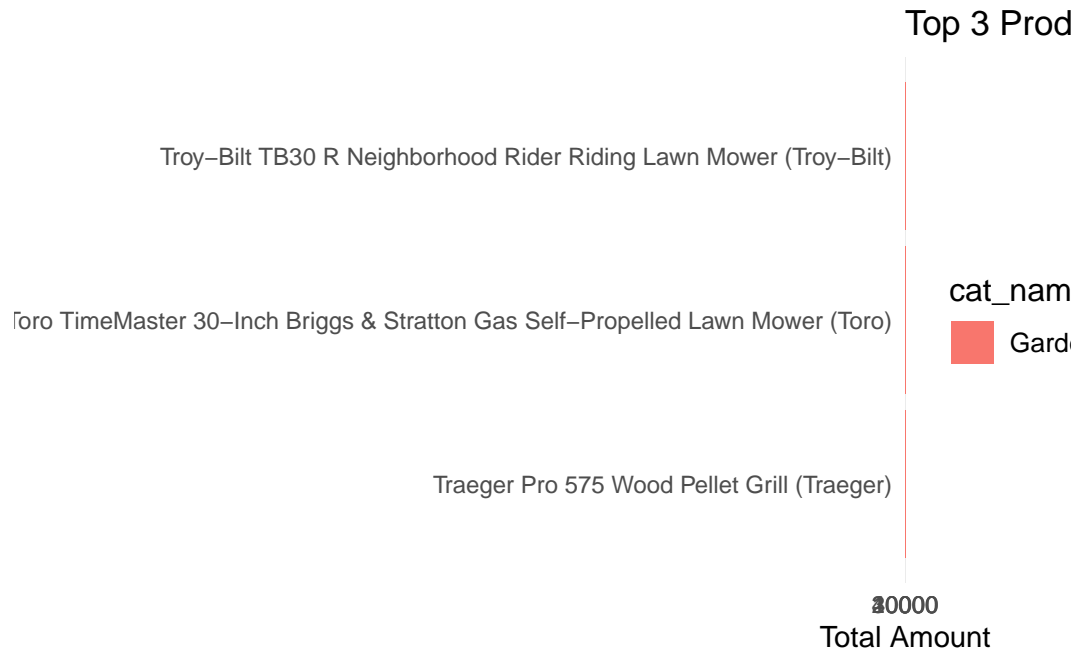 Top 3 Prod
Troy−Bilt TB30 R Neighborhood Rider Riding Lawn Mower (Troy−Bilt)
Toro TimeMaster 30−Inch Briggs & Stratton Gas Self−Propelled Lawn Mower (Toro)
cat_nam
Garde
Traeger Pro 575 Wood Pellet Grill (Traeger)
Total Amount